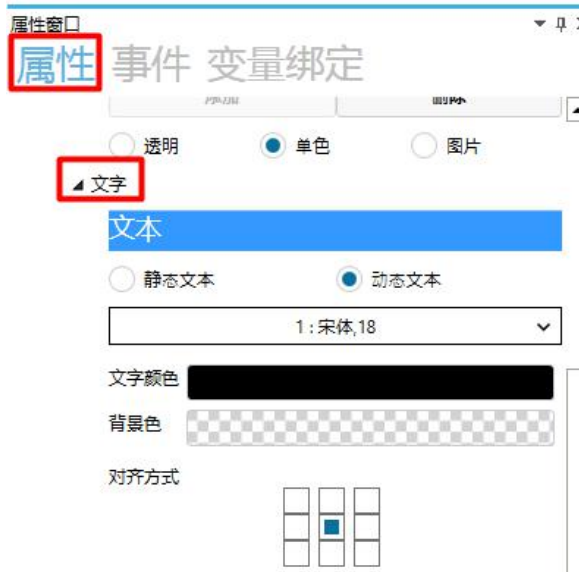 属性窗口
属性 事件 变量绑定
添加 删除
透明 单色 图片
文字
文本
静态文本 动态文本
1 : 宋体,18
文字颜色
背景色
对齐方式